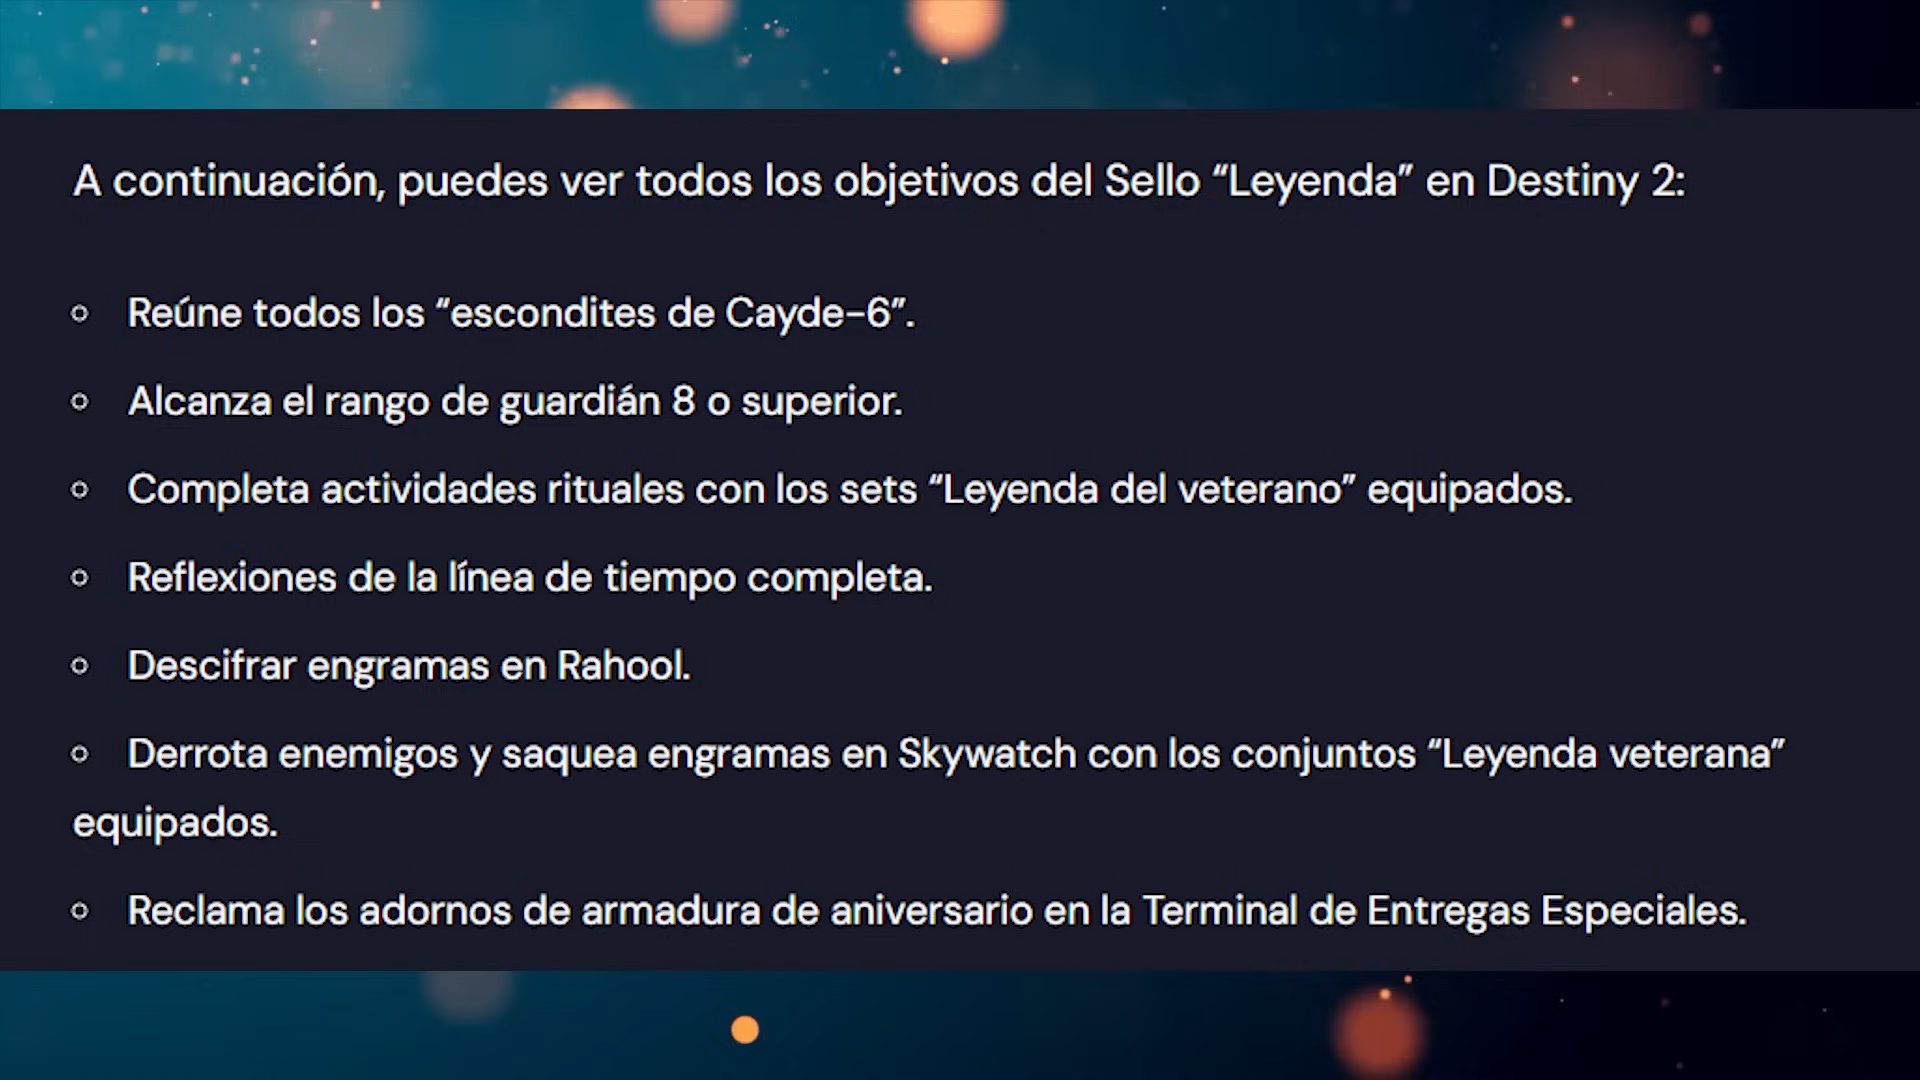 A continuación, puedes ver todos los objetivos del Sello “Leyenda” en Destiny 2:
Reúne todos los “escondites de Cayde-6”.
Alcanza el rango de guardián 8 o superior.
Completa actividades rituales con los sets “Leyenda del veterano” equipados.
Reflexiones de la línea de tiempo completa.
Descifrar engramas en Rahool.
Derrota enemigos y saquea engramas en Skywatch con los conjuntos “Leyenda veterana”
equipados.
Reclama los adornos de armadura de aniversario en la Terminal de Entregas Especiales.